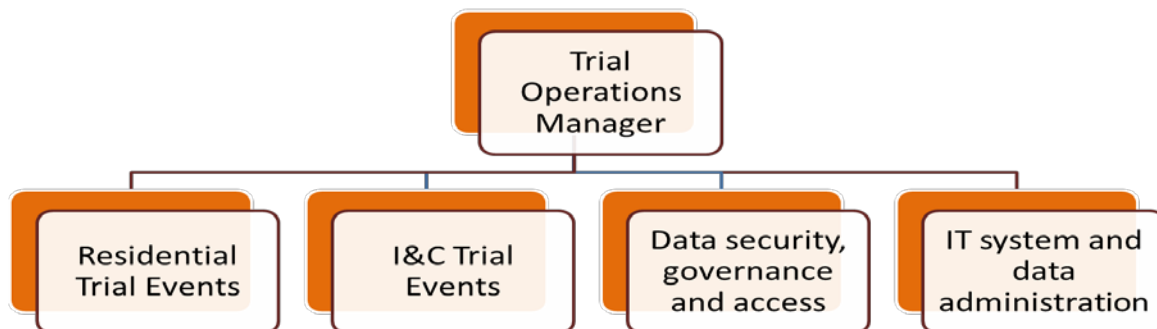 Trial
Operations
Manager
Residential
Trial Events
I&C Trial
Events
Data security,
governance
and access
IT system and
data
administration